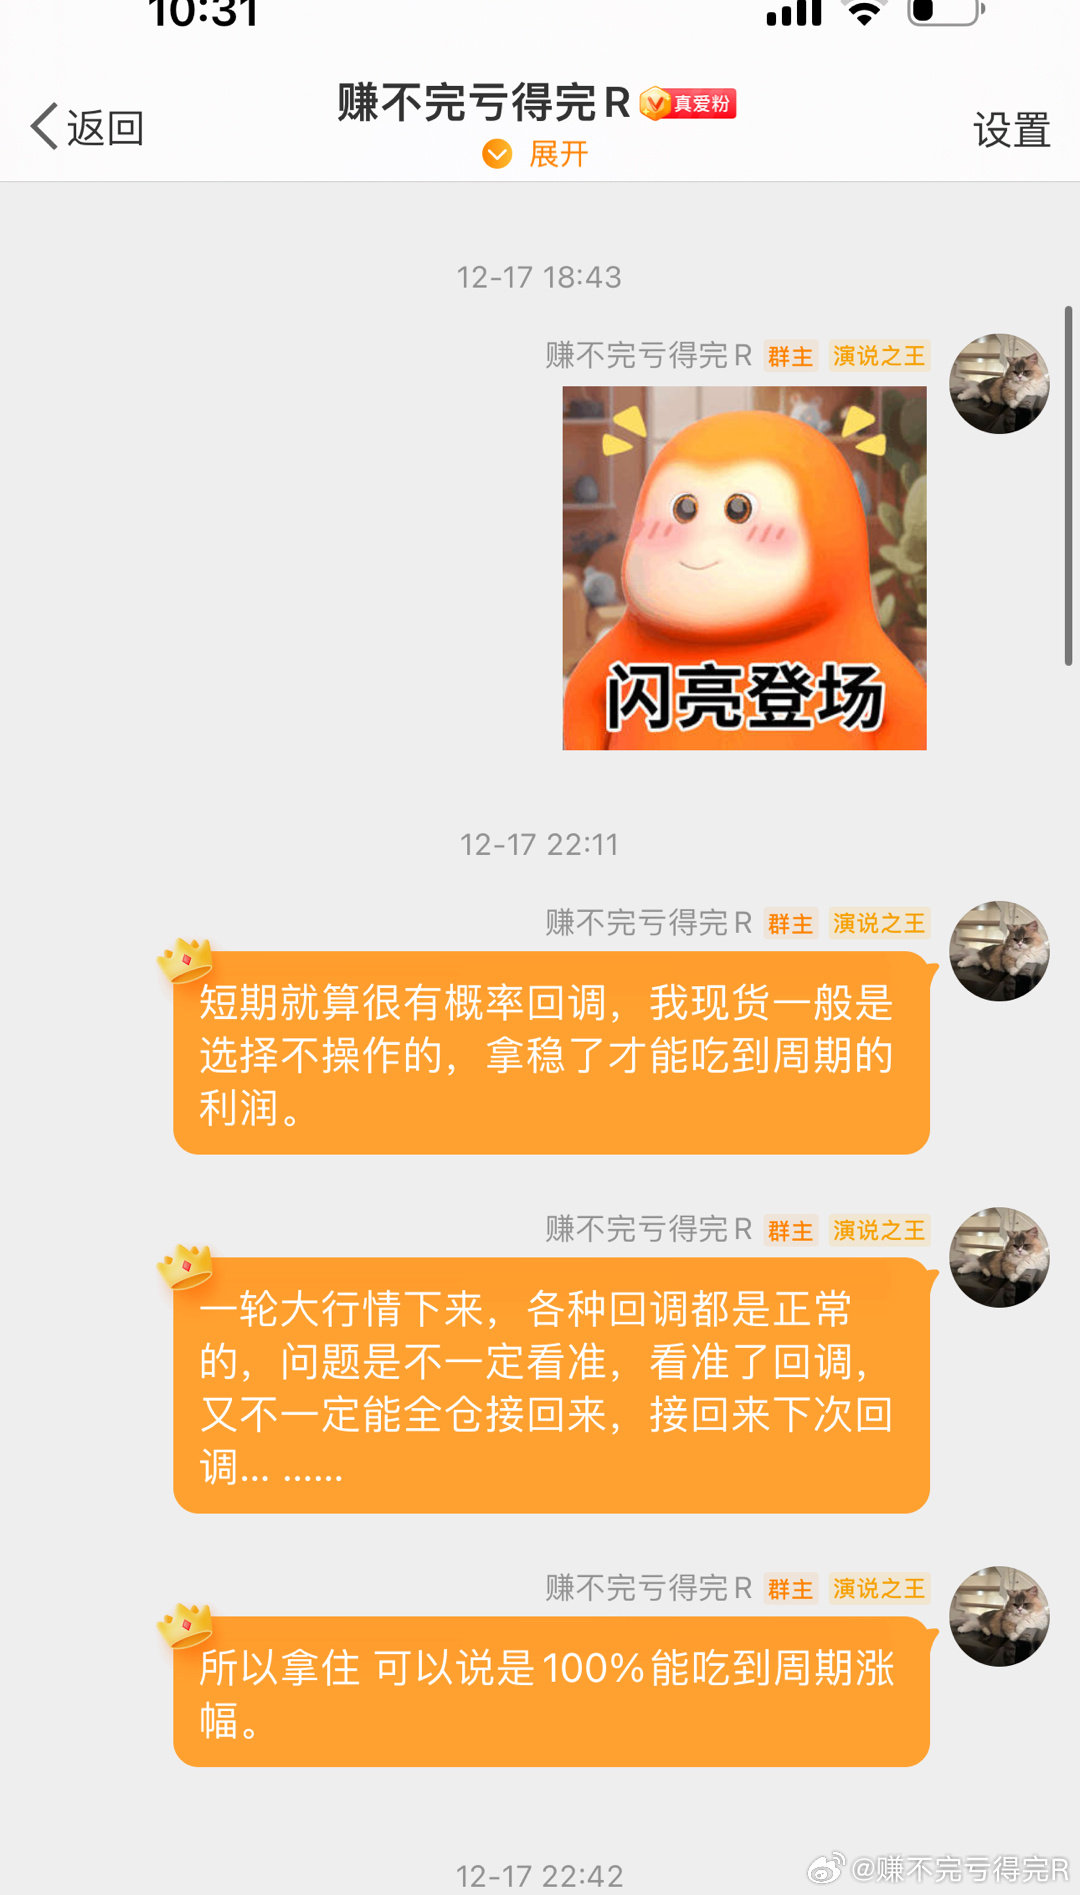 10:31
返回
赚不完亏得完R
真爱粉
展开
设置
12-17 18:43
赚不完亏得完R 群主 演说之王
闪亮登场
12-17 22:11
赚不完亏得完R 群主 演说之王
短期就算很有概率回调，我现货一般是
选择不操作的，拿稳了才能吃到周期的
利润。
赚不完亏得完R 群主 演说之王
一轮大行情下来，各种回调都是正常
的，问题是不一定看准，看准了回调，
又不一定能全仓接回来，接回来下次回
调... ......
赚不完亏得完R 群主 演说之王
所以拿住 可以说是100%能吃到周期涨
幅。
12-17 22:42
@赚不完亏得完R